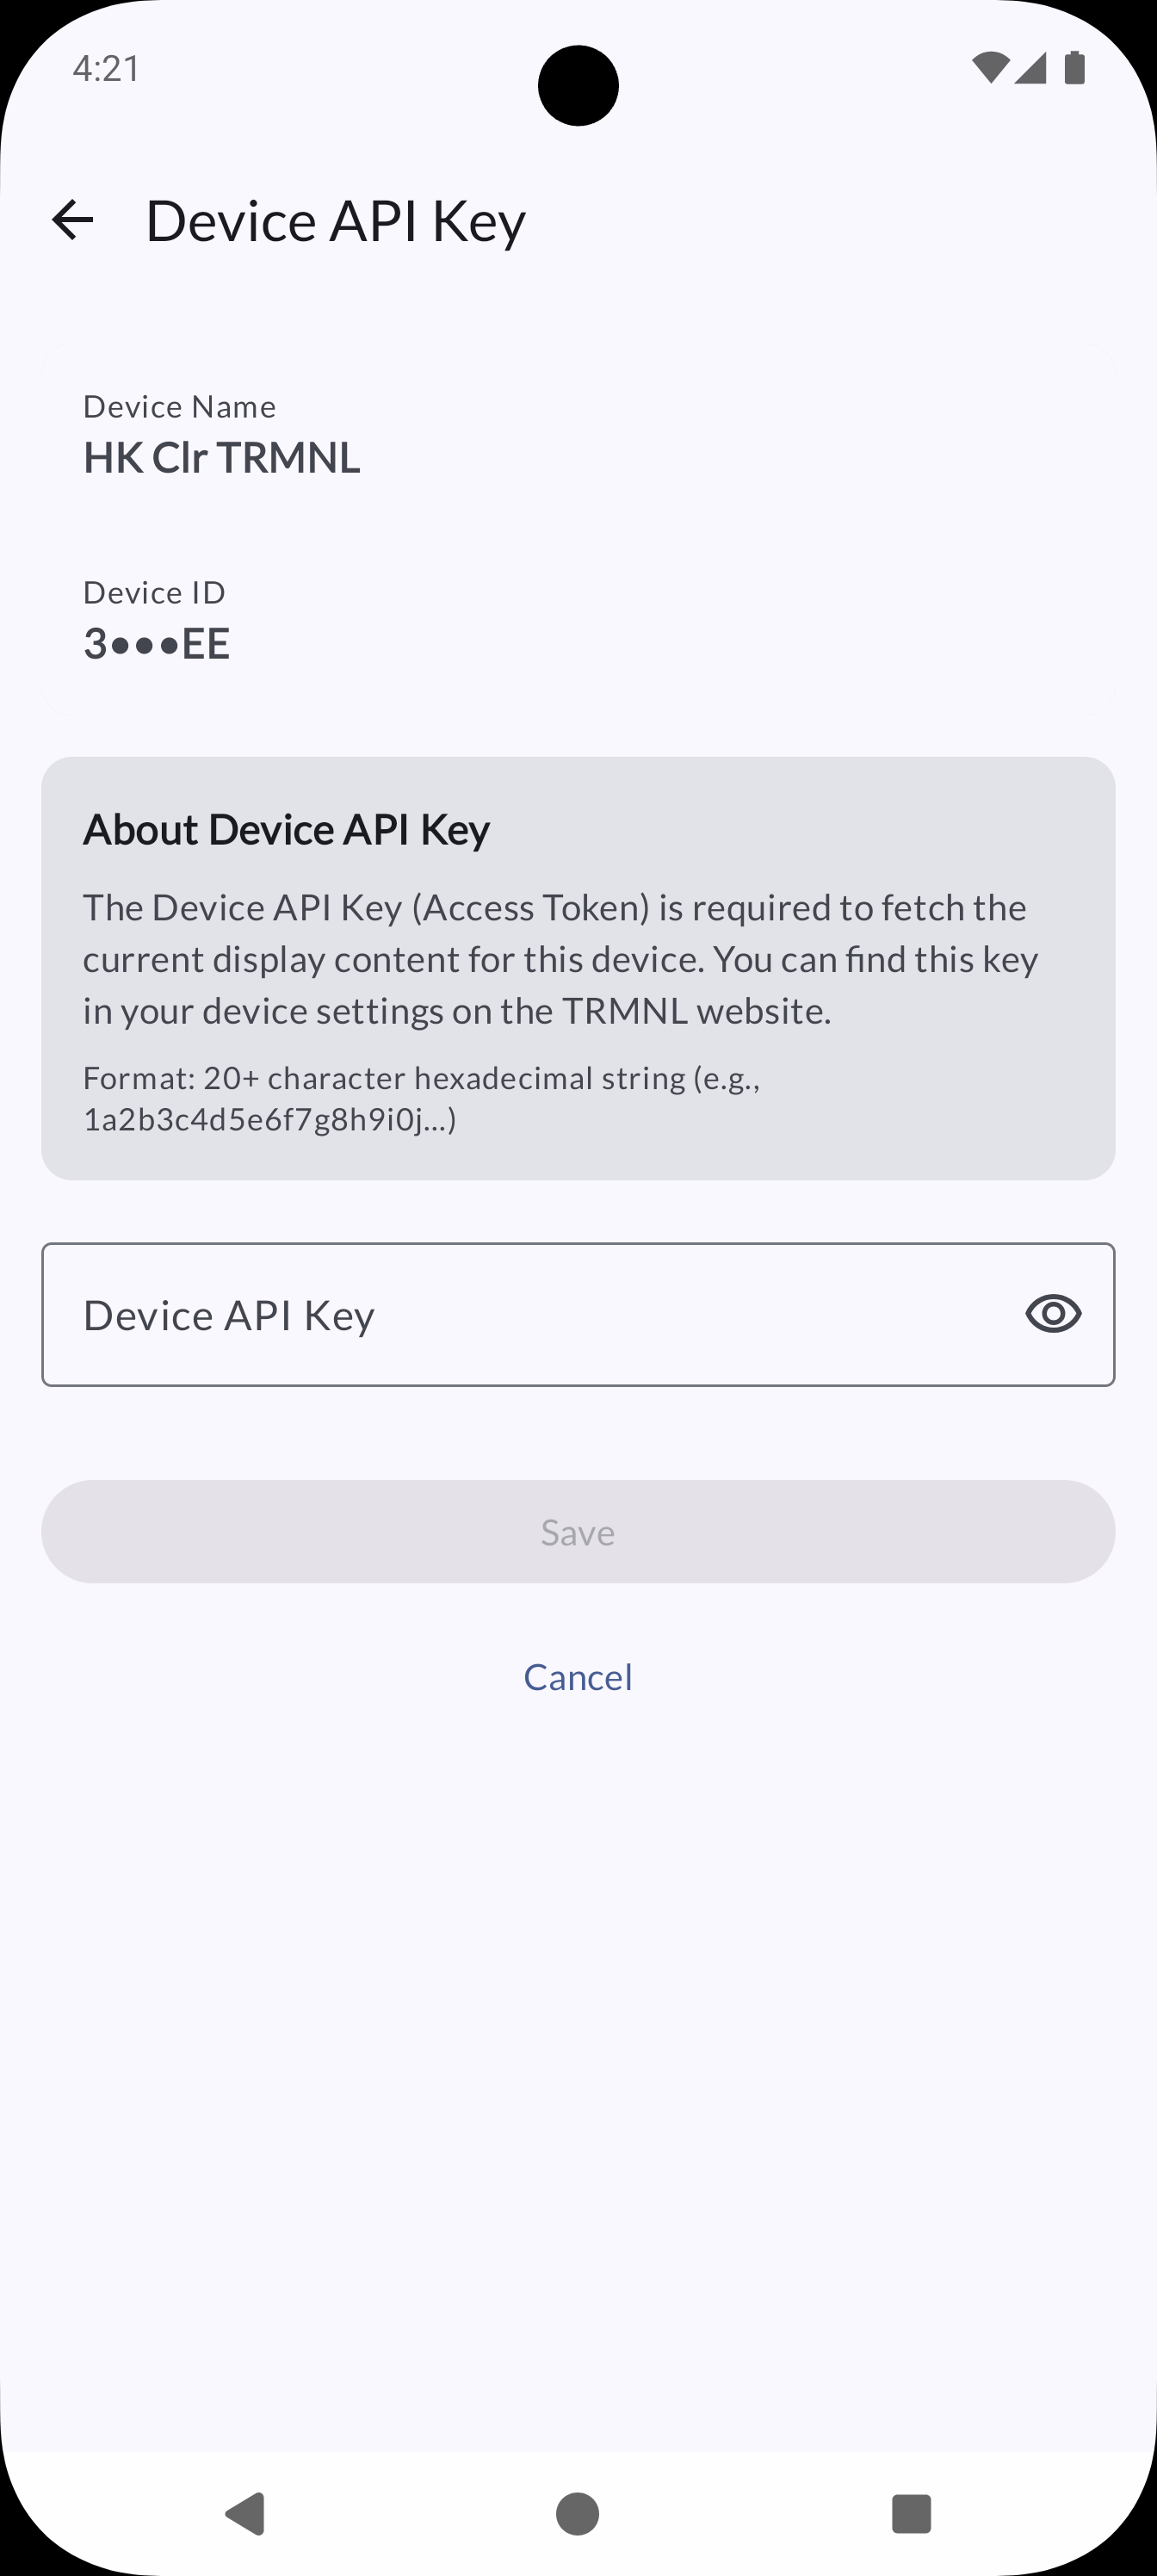 4:21
Device API Key
Device Name
HK Clr TRMNL
Device ID
3●●●EE
About Device API Key
The Device API Key (Access Token) is required to fetch the
current display content for this device. You can find this key
in your device settings on the TRMNL website.
Format: 20+ character hexadecimal string (e.g.,
1a2b3c4d5e6f7g8h9i0j...)
Device API Key
Save
Cancel